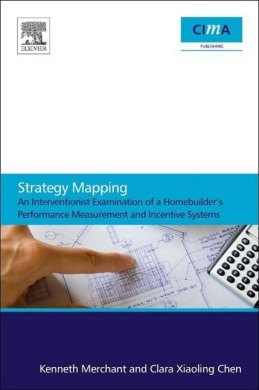 ELSEVIER
CIMA
PUBLISHING
Strategy Mapping
An Interventionist Examination of a Homebuilder's
Performance Measurement and Incentive Systems
Kenneth Merchant and Clara Xiaoling Chen